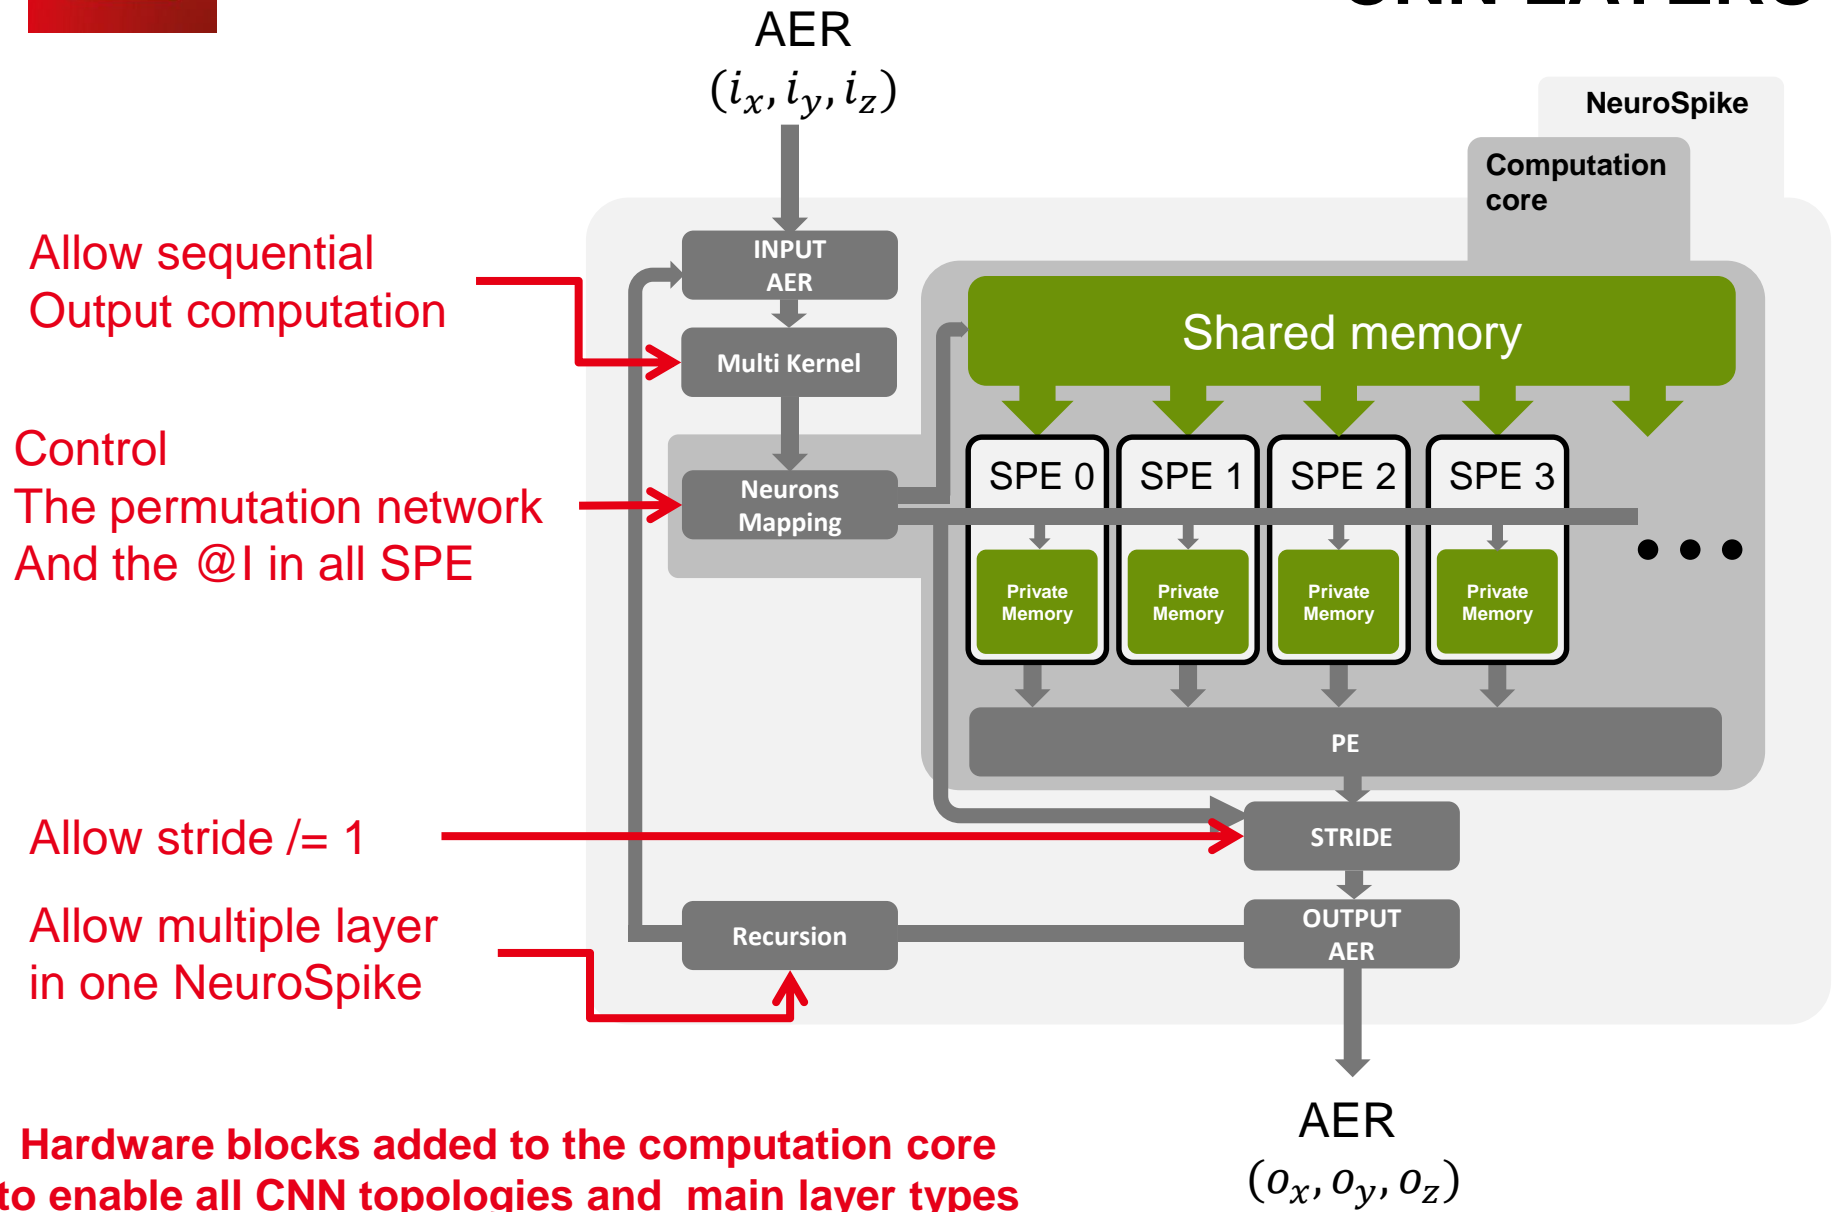 CNN LAYERS
AER
(i_x, i_y, i_z)
NeuroSpike
Computation
core
Allow sequential
Output computation
INPUT
AER
Multi Kernel
Shared memory
Control
The permutation network
And the @I in all SPE
Neurons
Mapping
SPE 0
SPE 1
SPE 2
SPE 3
Private
Memory
Private
Memory
Private
Memory
Private
Memory
PE
Allow stride /= 1
STRIDE
Allow multiple layer
in one NeuroSpike
Recursion
OUTPUT
AER
AER
(o_x, o_y, o_z)
Hardware blocks added to the computation core
to enable all CNN topologies and main layer types